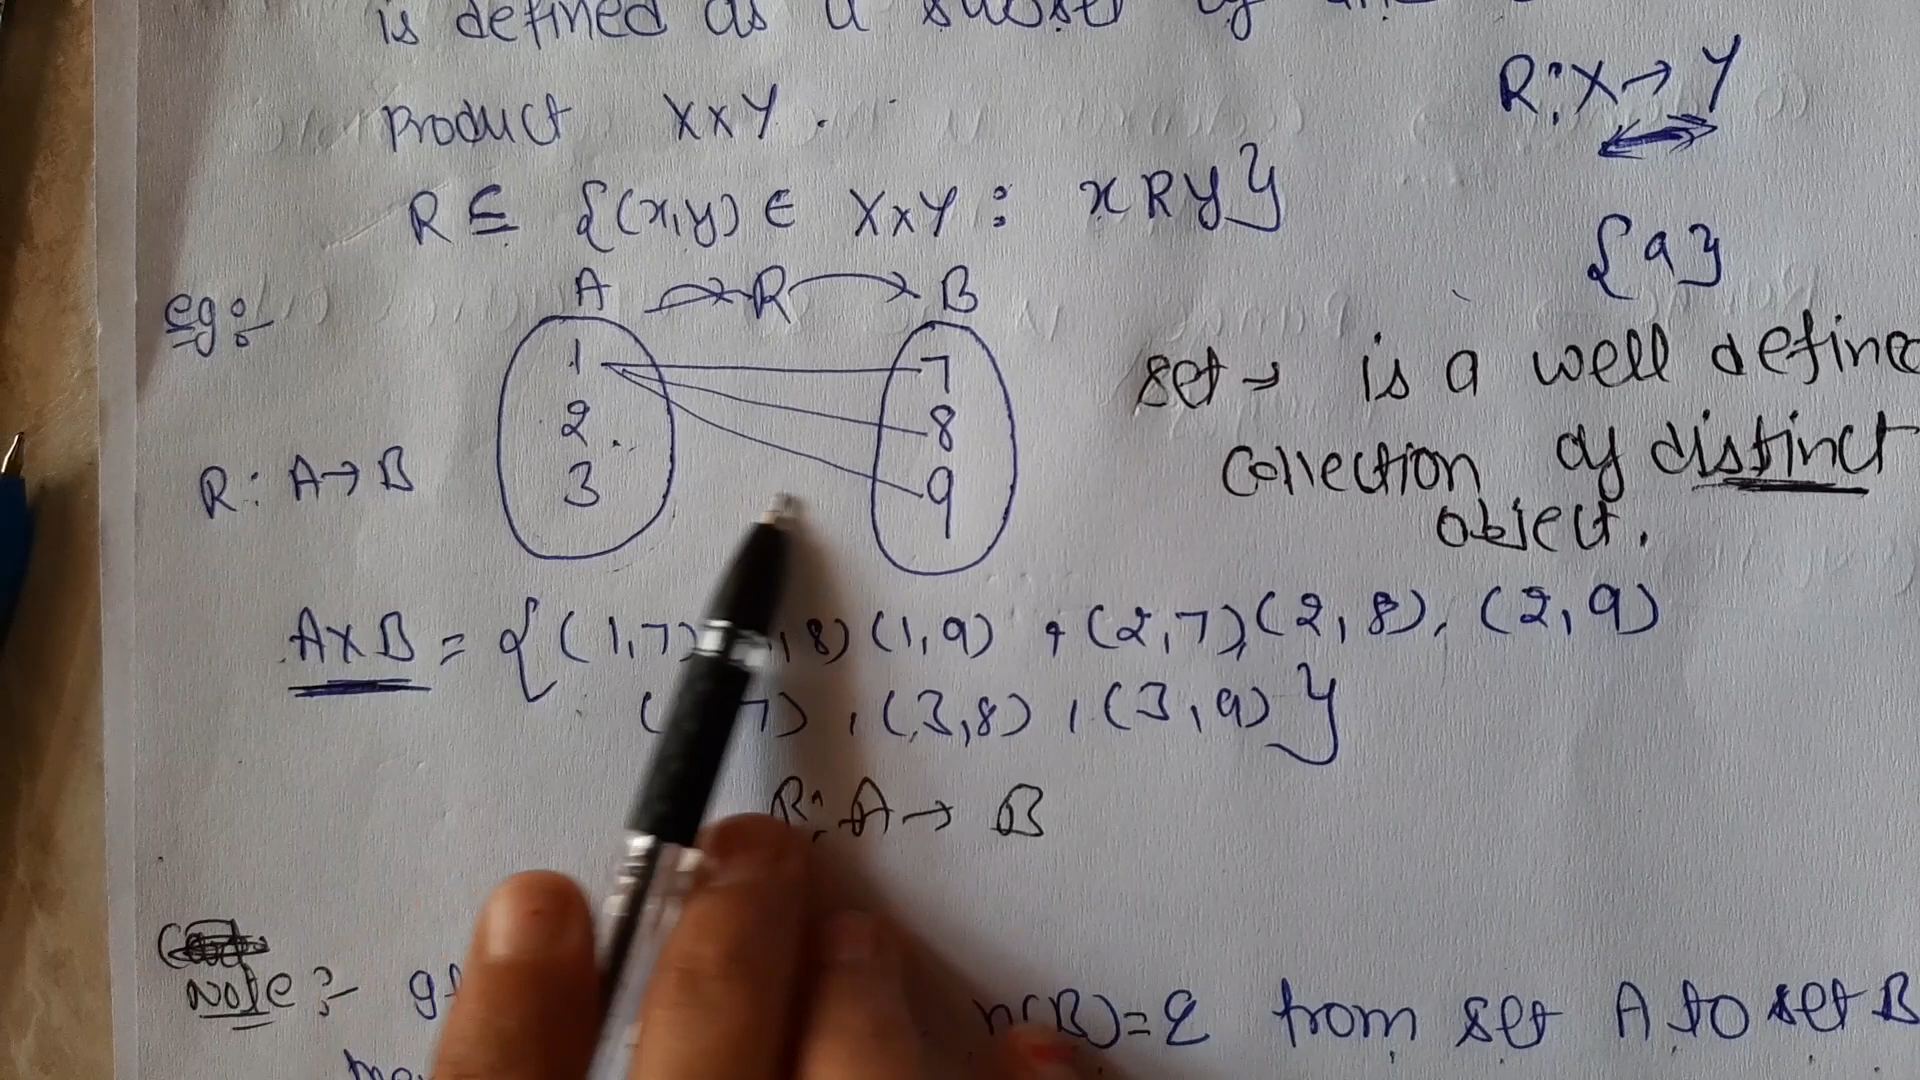 is defined as a subset of
Product X×Y.
R:X→Y
R ⊆ {(x,y) ∈ X×Y : x R y}
{a}
eg:-
A → R → B
1 7
2 8
3 9
R: A→B
set → is a well define
collection of distinct
object.
A×B = {(1,7) ,8) (1,9) , (2,7), (2,8), (2,9)
( 7) , (3,8) , (3,9)}
R: A → B
Note:- n(B)=2 from set A to set B